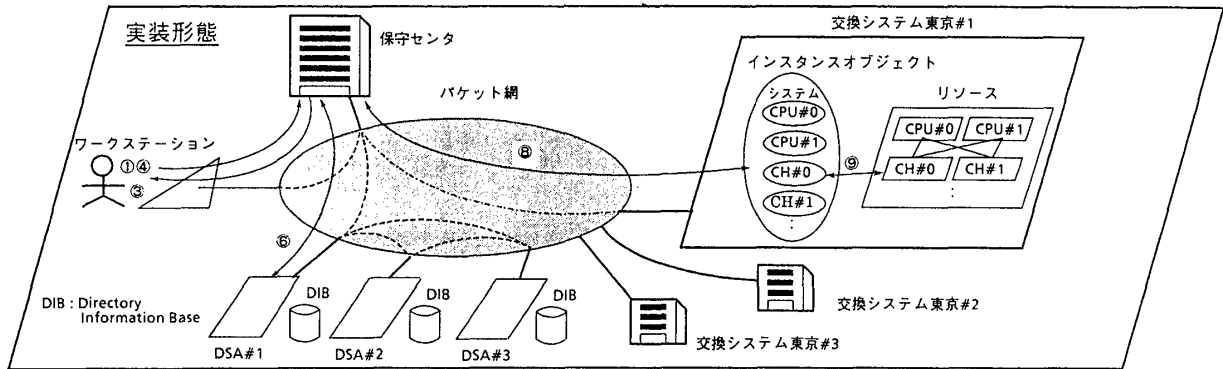 実装形態
保守センタ
パケット網
ワークステーション
①④
③
⑥
⑧
交換システム東京#1
インスタンスオブジェクト
システム
CPU#0
CPU#1
CH#0
CH#1
:
⑨
リソース
CPU#0
CPU#1
CH#0
CH#1
:
DIB : Directory
Information Base
DIB
DSA#1
DIB
DSA#2
DIB
DSA#3
交換システム東京#2
交換システム東京#3